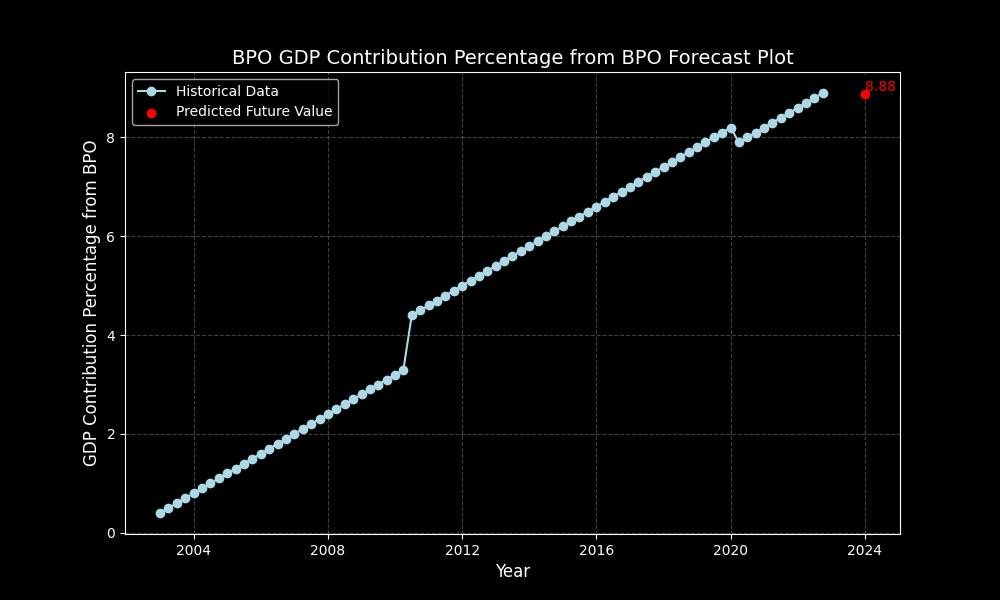 BPO GDP Contribution Percentage from BPO Forecast Plot
Historical Data
Predicted Future Value
8.88
GDP Contribution Percentage from BPO
8
6
4
2
0
2004 2008 2012 2016 2020 2024
Year